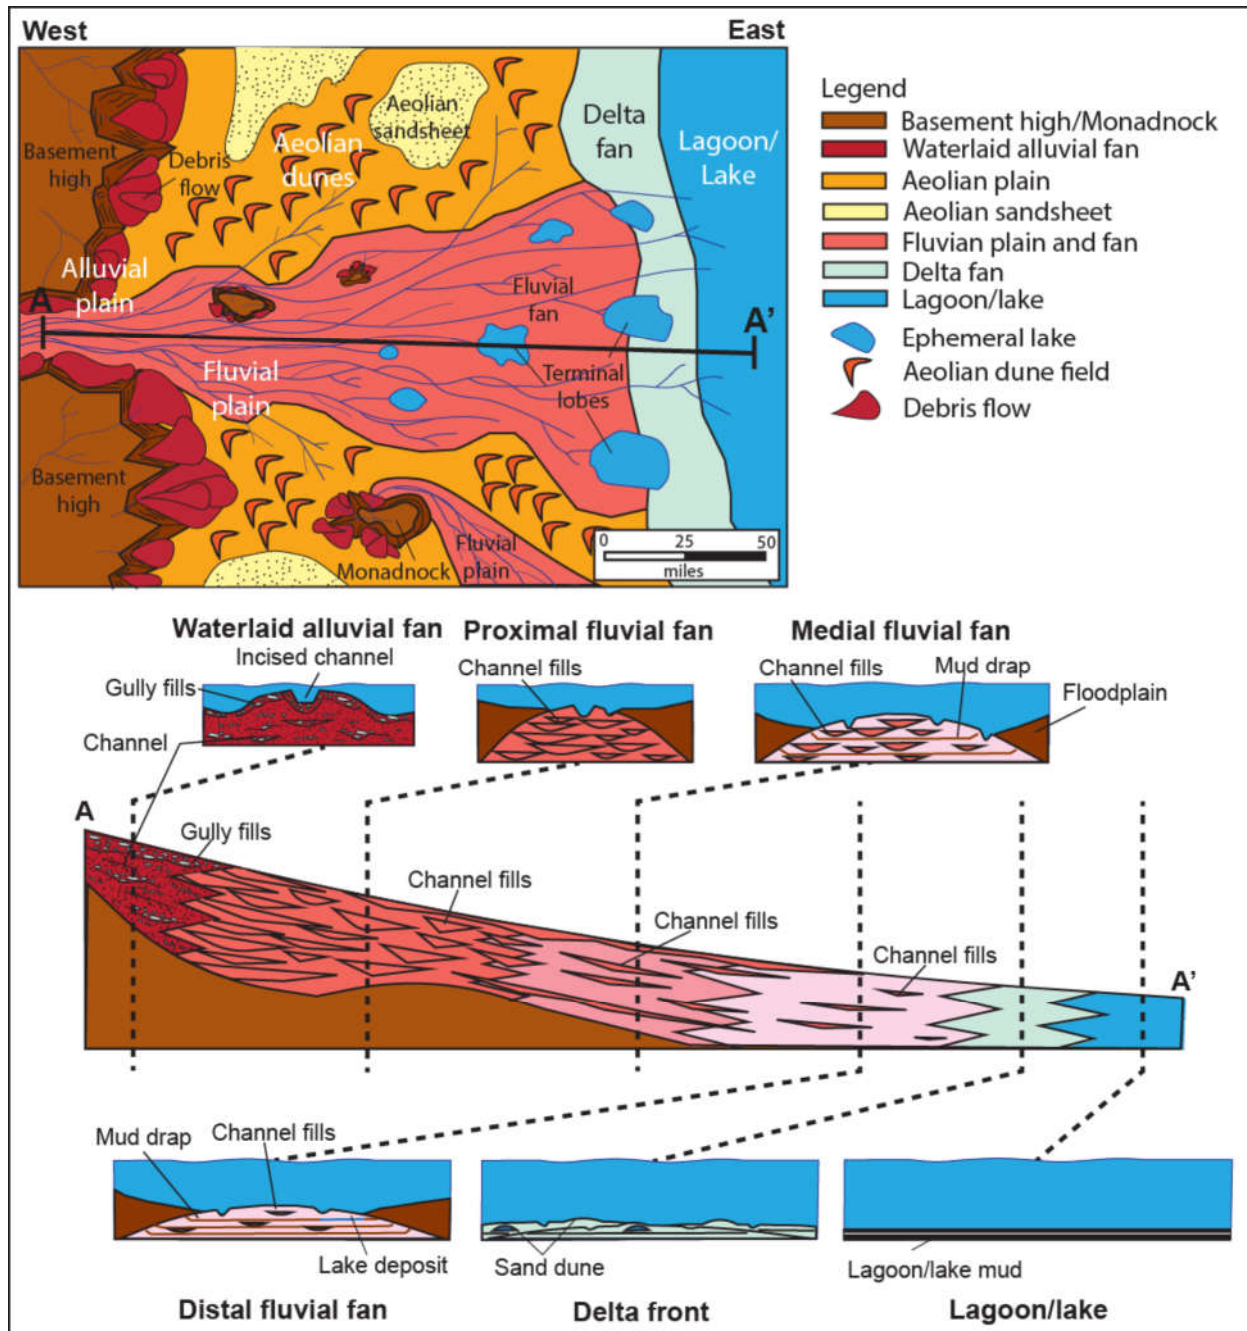 West
East
Aeolian
sandsheet
Delta
fan
Lagoon/
Lake
Basement
high
Debris
flow
Aeolian
dunes
Alluvial
plain
A
A'
Fluvial
fan
Fluvial
plain
Terminal
lobes
Basement
high
Monadnock
Fluvial
plain
0 25 50
miles
Legend
Basement high/Monadnock
Waterlaid alluvial fan
Aeolian plain
Aeolian sandsheet
Fluvian plain and fan
Delta fan
Lagoon/lake
Ephemeral lake
Aeolian dune field
Debris flow
Waterlaid alluvial fan
Incised channel
Gully fills
Channel
Proximal fluvial fan
Channel fills
Medial fluvial fan
Channel fills
Mud drap
Floodplain
A
Gully fills
Channel fills
Channel fills
Channel fills
A'
Mud drap
Channel fills
Lake deposit
Distal fluvial fan
Sand dune
Delta front
Lagoon/lake mud
Lagoon/lake